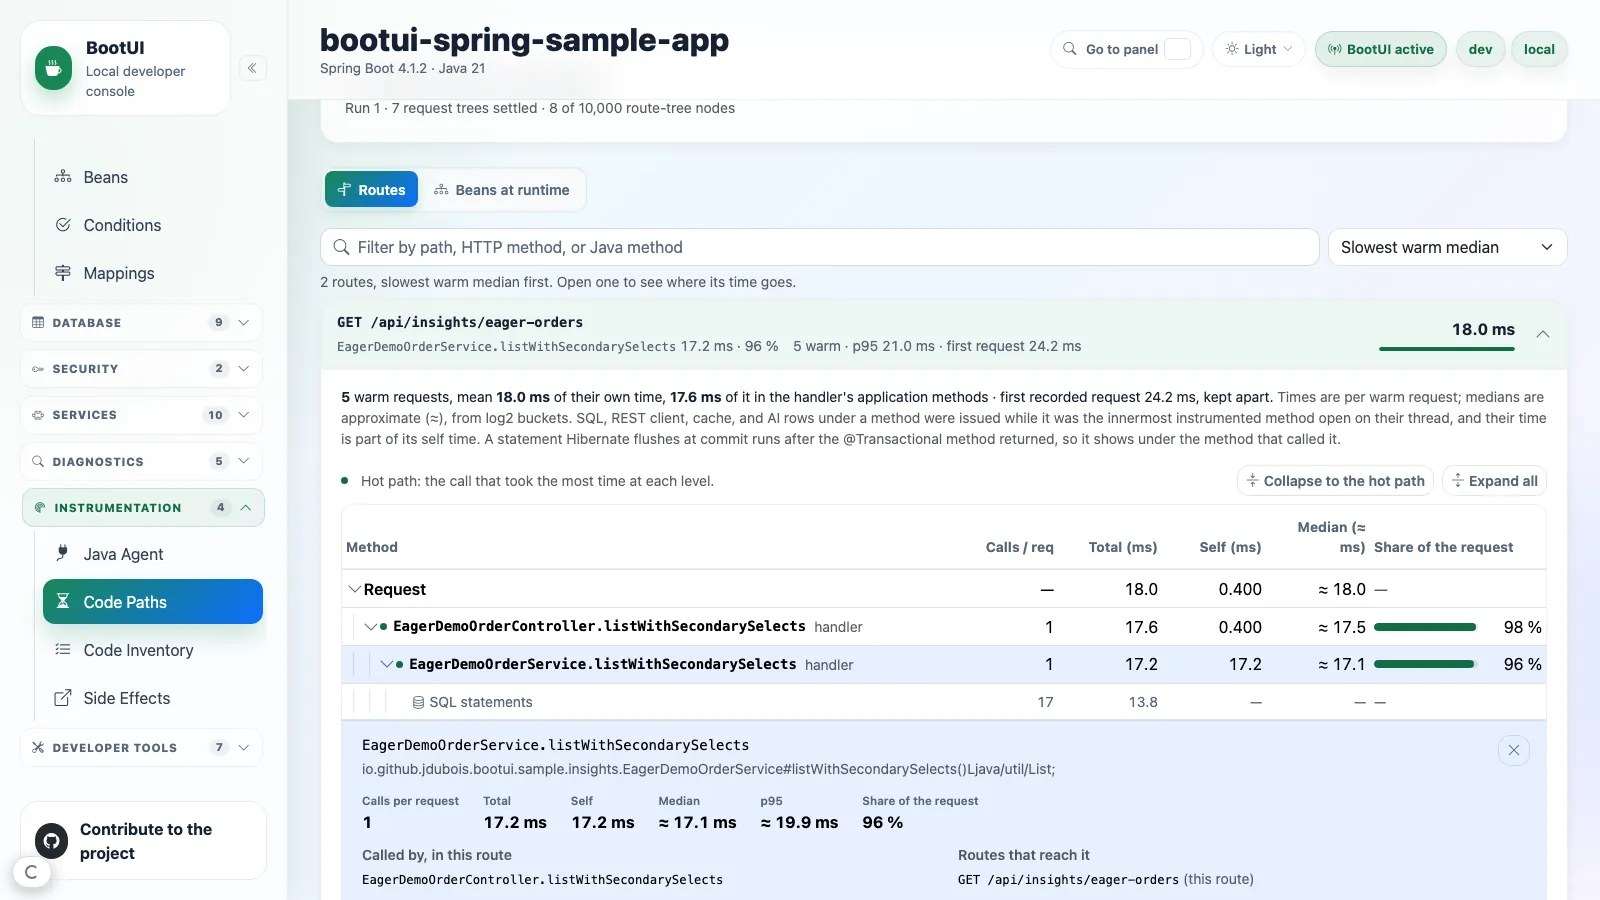 BootUI
Local developer
console
Beans
Conditions
Mappings
DATABASE 9
SECURITY 2
SERVICES 10
DIAGNOSTICS 5
INSTRUMENTATION 4
Java Agent
Code Paths
Code Inventory
Side Effects
DEVELOPER TOOLS 7
Contribute to the
project
C
bootui-spring-sample-app
Spring Boot 4.1.2 · Java 21
Go to panel
Light
BootUI active
dev
local
Run 1 · 7 request trees settled · 8 of 10,000 route-tree nodes
Routes
Beans at runtime
Filter by path, HTTP method, or Java method
Slowest warm median
2 routes, slowest warm median first. Open one to see where its time goes.
GET /api/insights/eager-orders
EagerDemoOrderService.listWithSecondarySelects 17.2 ms · 96 % 5 warm · p95 21.0 ms · first request 24.2 ms
18.0 ms
5 warm requests, mean 18.0 ms of their own time, 17.6 ms of it in the handler's application methods · first recorded request 24.2 ms, kept apart. Times are per warm request; medians are
approximate (≈), from log2 buckets. SQL, REST client, cache, and AI rows under a method were issued while it was the innermost instrumented method open on their thread, and their time
is part of its self time. A statement Hibernate flushes at commit runs after the @Transactional method returned, so it shows under the method that called it.
Hot path: the call that took the most time at each level.
Collapse to the hot path
Expand all
Method Calls / req Total (ms) Self (ms) Median (≈ ms) Share of the request
Request — 18.0 0.400 ≈ 18.0 —
EagerDemoOrderController.listWithSecondarySelects handler 1 17.6 0.400 ≈ 17.5 98 %
EagerDemoOrderService.listWithSecondarySelects handler 1 17.2 17.2 ≈ 17.1 96 %
SQL statements 17 13.8 — — —
EagerDemoOrderService.listWithSecondarySelects
io.github.jdubois.bootui.sample.insights.EagerDemoOrderService#listWithSecondarySelects()Ljava/util/List;
Calls per request Total Self Median p95 Share of the request
1 17.2 ms 17.2 ms ≈ 17.1 ms ≈ 19.9 ms 96 %
Called by, in this route
EagerDemoOrderController.listWithSecondarySelects
Routes that reach it
GET /api/insights/eager-orders (this route)